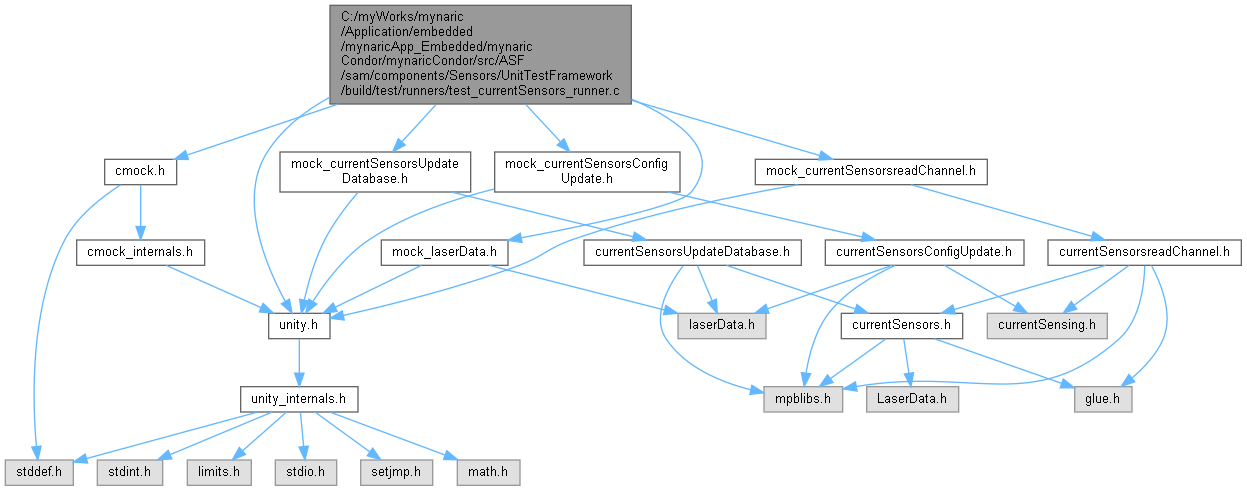 C:/myWorks/mynaric
/Application/embedded
/mynaricApp_Embedded/mynaric
Condor/mynaricCondor/src/ASF
/sam/components/Sensors/UnitTestFramework
/build/test/runners/test_currentSensors_runner.c
cmock.h
mock_currentSensorsUpdate
Database.h
mock_currentSensorsConfig
Update.h
mock_currentSensorsreadChannel.h
cmock_internals.h
mock_laserData.h
currentSensorsUpdateDatabase.h
currentSensorsConfigUpdate.h
currentSensorsreadChannel.h
unity.h
laserData.h
currentSensors.h
currentSensing.h
unity_internals.h
mpblibs.h
LaserData.h
glue.h
stddef.h
stdint.h
limits.h
stdio.h
setjmp.h
math.h